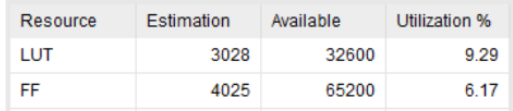 Resource Estimation Available Utilization %
LUT 3028 32600 9.29
FF 4025 65200 6.17